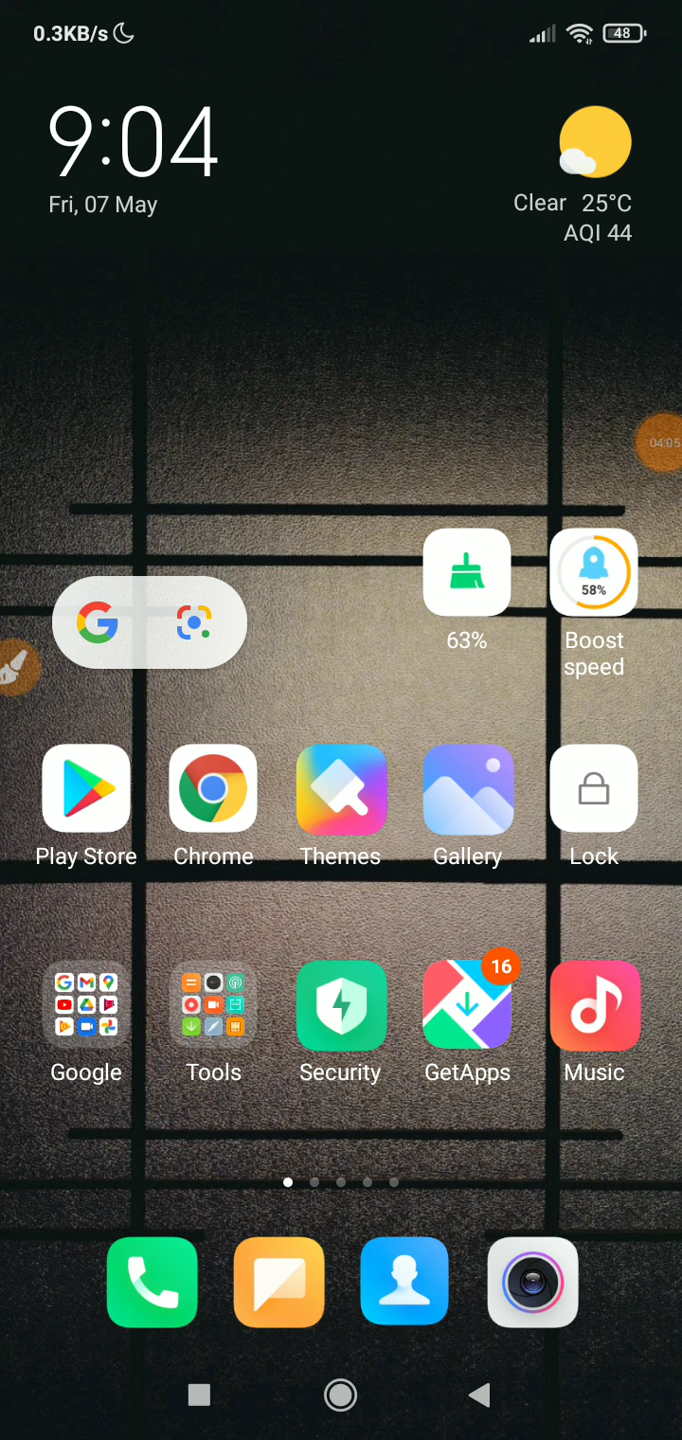 0.3KB/s
48
9:04
Fri, 07 May
Clear 25°C
AQI 44
04:05
58%
63%
Boost
speed
Play Store
Chrome
Themes
Gallery
Lock
16
Google
Tools
Security
GetApps
Music